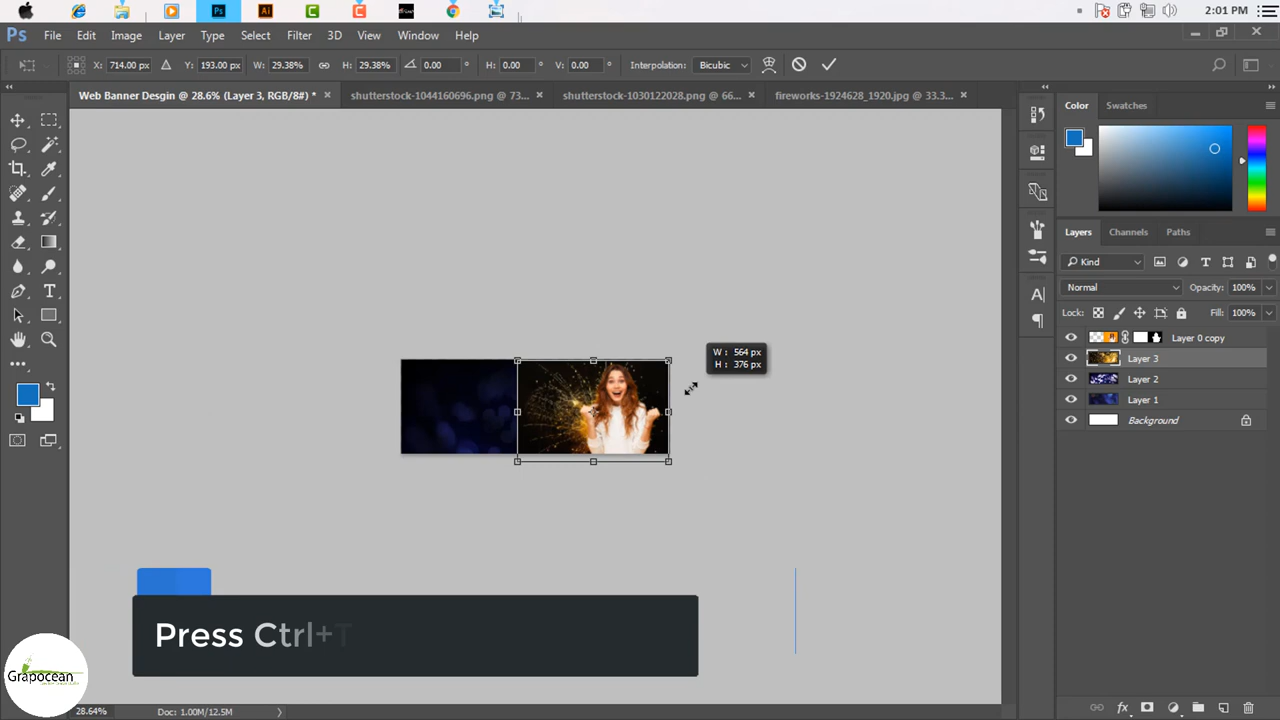 2:01 PM
Ps File Edit Image Layer Type Select Filter 3D View Window Help
X: 714.00 px Y: 193.00 px W: 29.38% H: 29.38% 0.00 ° H: 0.00 ° V: 0.00 ° Interpolation: Bicubic
Web Banner Desgin @ 28.6% (Layer 3, RGB/8#) * shutterstock-1044160696.png @ 73... shutterstock-1030122028.png @ 66... fireworks-1924628_1920.jpg @ 33.3...
Color Swatches
Layers Channels Paths
Kind
Normal Opacity: 100%
Lock: Fill: 100%
Layer 0 copy
Layer 3
Layer 2
Layer 1
Background
W : 564 px
H : 376 px
Press Ctrl+T
Grapocean
28.64% Doc: 1.00M/12.5M